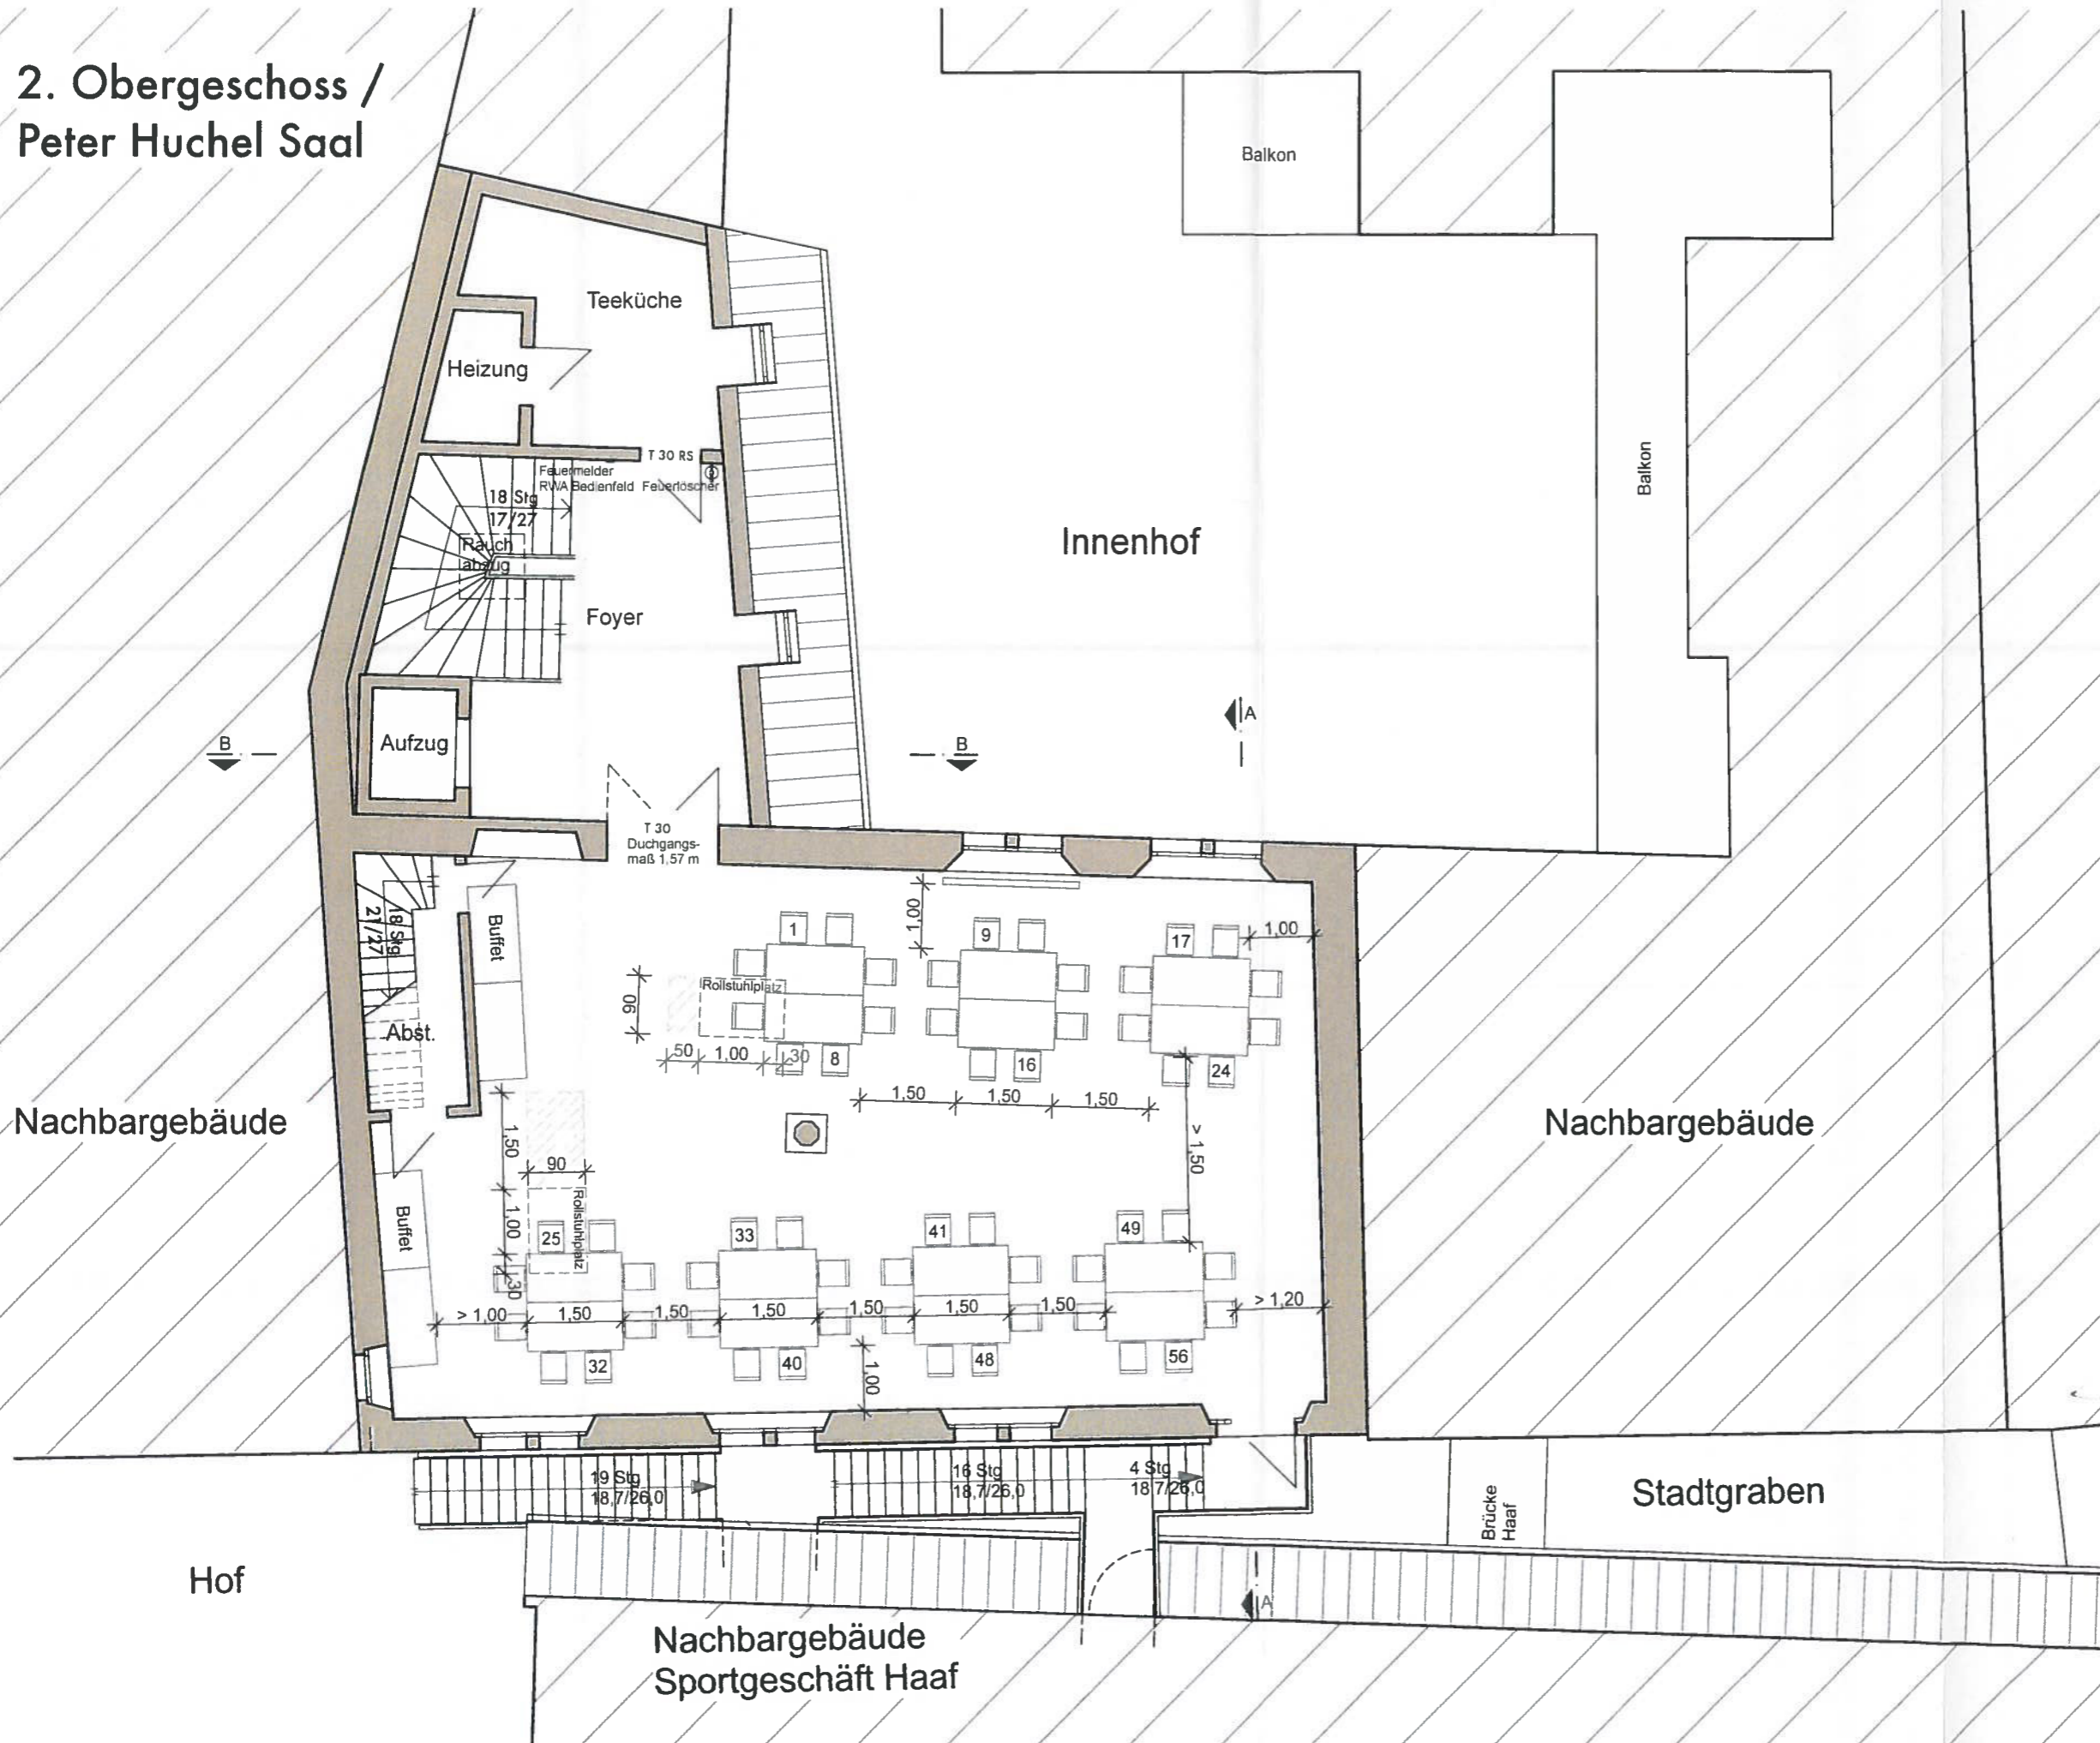 2. Obergeschoss /
Peter Huchel Saal
Balkon
Teeküche
Heizung
T 30 RS
Feuermelder
RWA Bedienfeld Feuerlöscher
18 Stg
17/27
Rauch
abzug
Balkon
Innenhof
Foyer
A
B
Aufzug
B
T 30
Duchgangs-
maß 1,57 m
18 Stg
21/27
Buffet
1,00
1
9
17
1,00
Rollstuhlplatz
90
Abst.
50
1,00
30
8
16
24
1,50
1,50
1,50
Nachbargebäude
Nachbargebäude
1,50
> 1,50
90
Rollstuhlplatz
1,00
Buffet
25
33
41
49
30
> 1,00
1,50
1,50
1,50
1,50
1,50
1,50
> 1,20
32
40
48
56
1,00
19 Stg
18,7/26,0
16 Stg
18,7/26,0
4 Stg
18 7/26,0
Brücke
Haaf
Stadtgraben
Hof
A
Nachbargebäude
Sportgeschäft Haaf